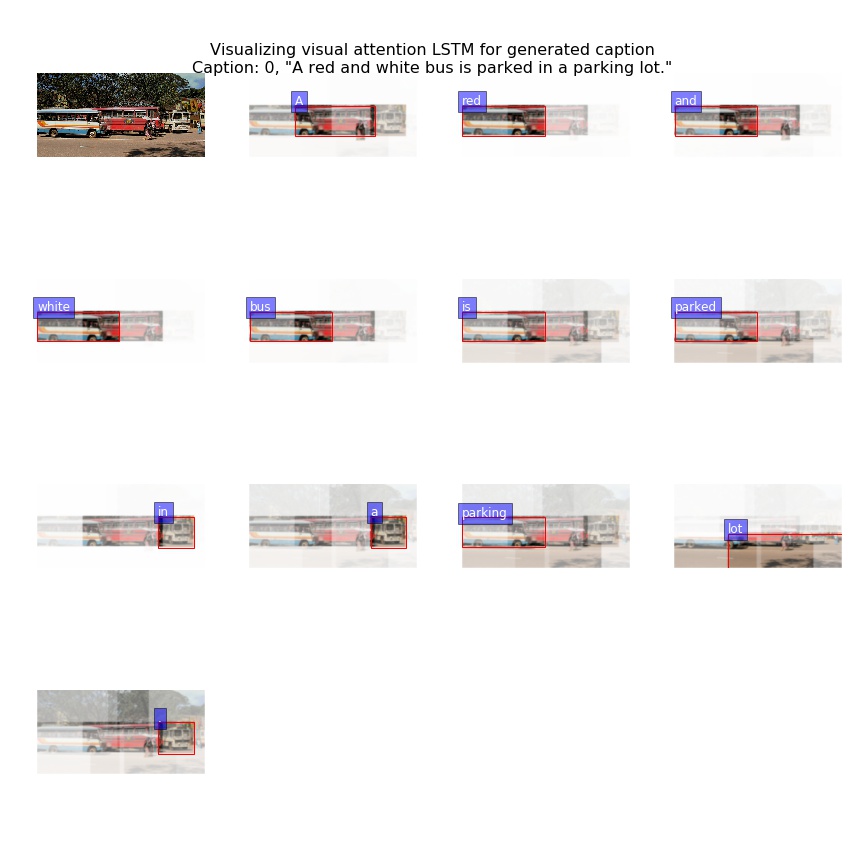 Visualizing visual attention LSTM for generated caption
Caption: 0, "A red and white bus is parked in a parking lot."
A
red
and
white
bus
is
parked
in
a
parking
lot
.